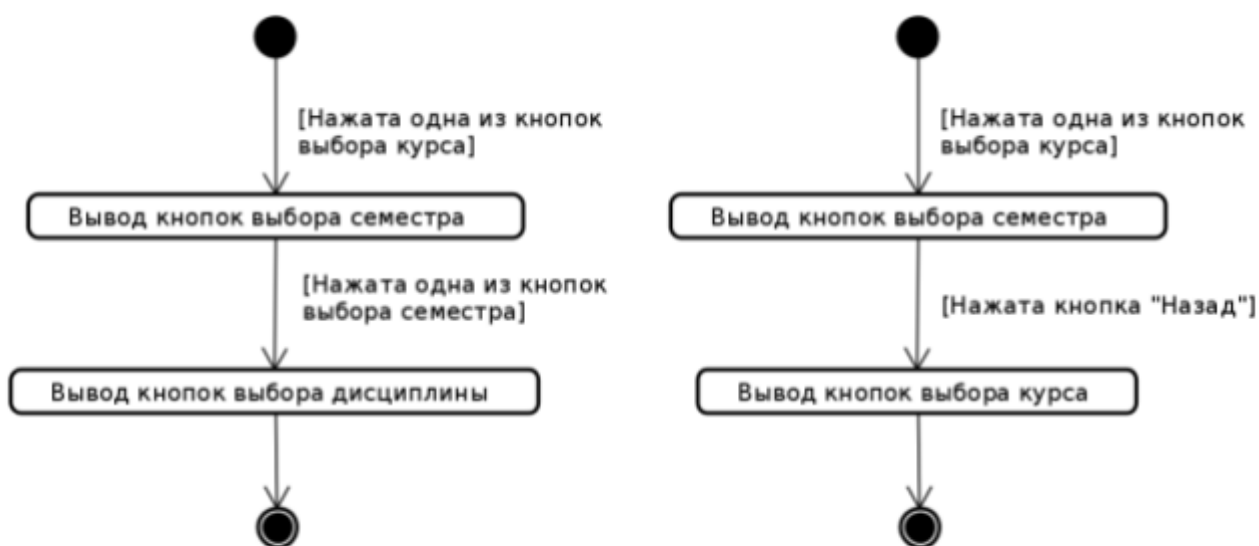 [Нажата одна из кнопок
выбора курса]
Вывод кнопок выбора семестра
[Нажата одна из кнопок
выбора семестра]
Вывод кнопок выбора дисциплины
[Нажата одна из кнопок
выбора курса]
Вывод кнопок выбора семестра
[Нажата кнопка "Назад"]
Вывод кнопок выбора курса